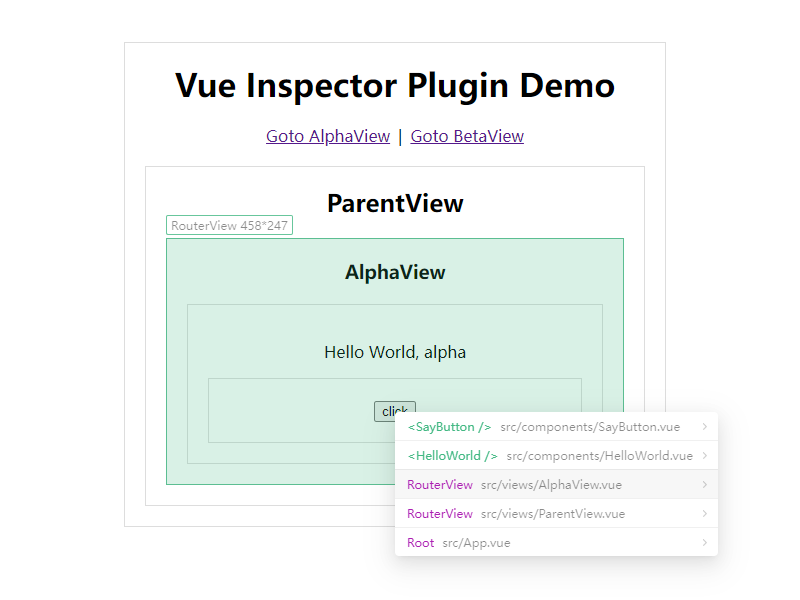 Vue Inspector Plugin Demo
Goto AlphaView | Goto BetaView
ParentView
RouterView 458*247
AlphaView
Hello World, alpha
click
<SayButton /> src/components/SayButton.vue
<HelloWorld /> src/components/HelloWorld.vue
RouterView src/views/AlphaView.vue
RouterView src/views/ParentView.vue
Root src/App.vue